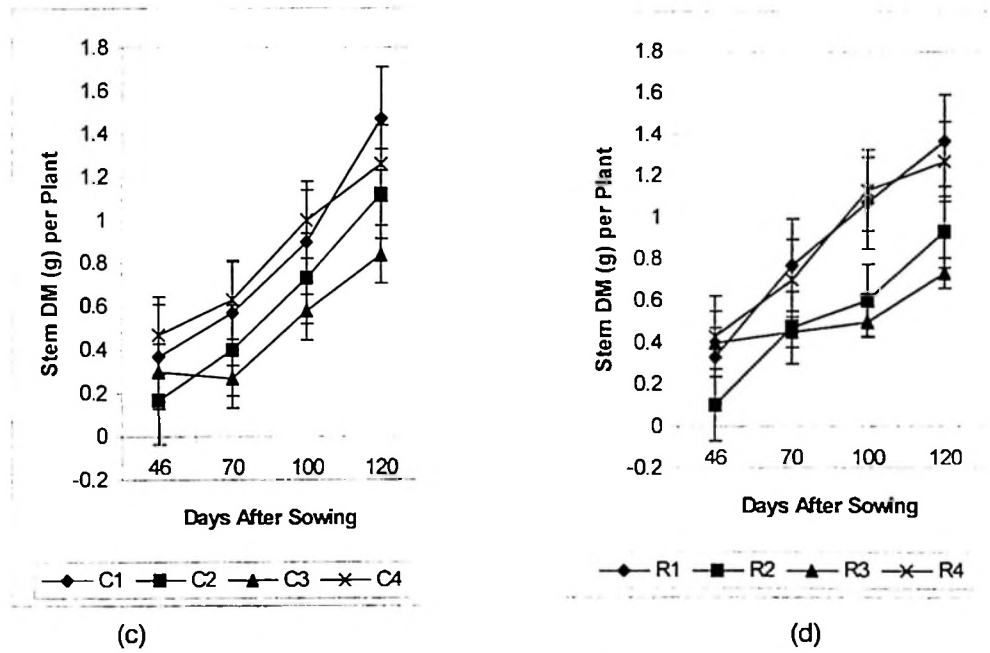 1.8
1.6
1.4
1.2
1
0.8
0.6
0.4
0.2
0
-0.2
Stem DM (g) per Plant
46 70 100 120
Days After Sowing
C1 C2 C3 C4
(c)
1.8
1.6
1.4
1.2
1
0.8
0.6
0.4
0.2
0
-0.2
Stem DM (g) per Plant
46 70 100 120
Days After Sowing
R1 R2 R3 R4
(d)